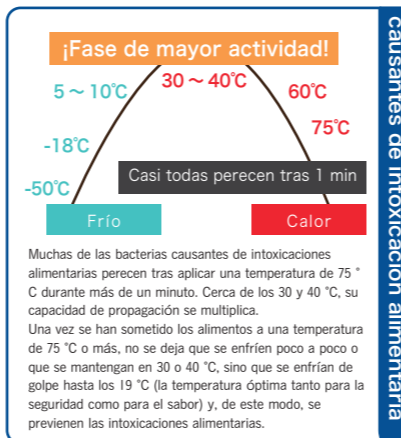 ¡Fase de mayor actividad!
5 ～ 10℃
30 ～ 40℃
60℃
75℃
-18℃
-50℃
Casi todas perecen tras 1 min
Frío
Calor
Muchas de las bacterias causantes de intoxicaciones
alimentarias perecen tras aplicar una temperatura de 75 °
C durante más de un minuto. Cerca de los 30 y 40 °C, su
capacidad de propagación se multiplica.
Una vez se han sometido los alimentos a una temperatura
de 75 °C o más, no se deja que se enfríen poco a poco o
que se mantengan en 30 o 40 °C, sino que se enfrían de
golpe hasta los 19 °C (la temperatura óptima tanto para la
seguridad como para el sabor) y, de este modo, se
previenen las intoxicaciones alimentarias.
causantes de intoxicación alimentaria